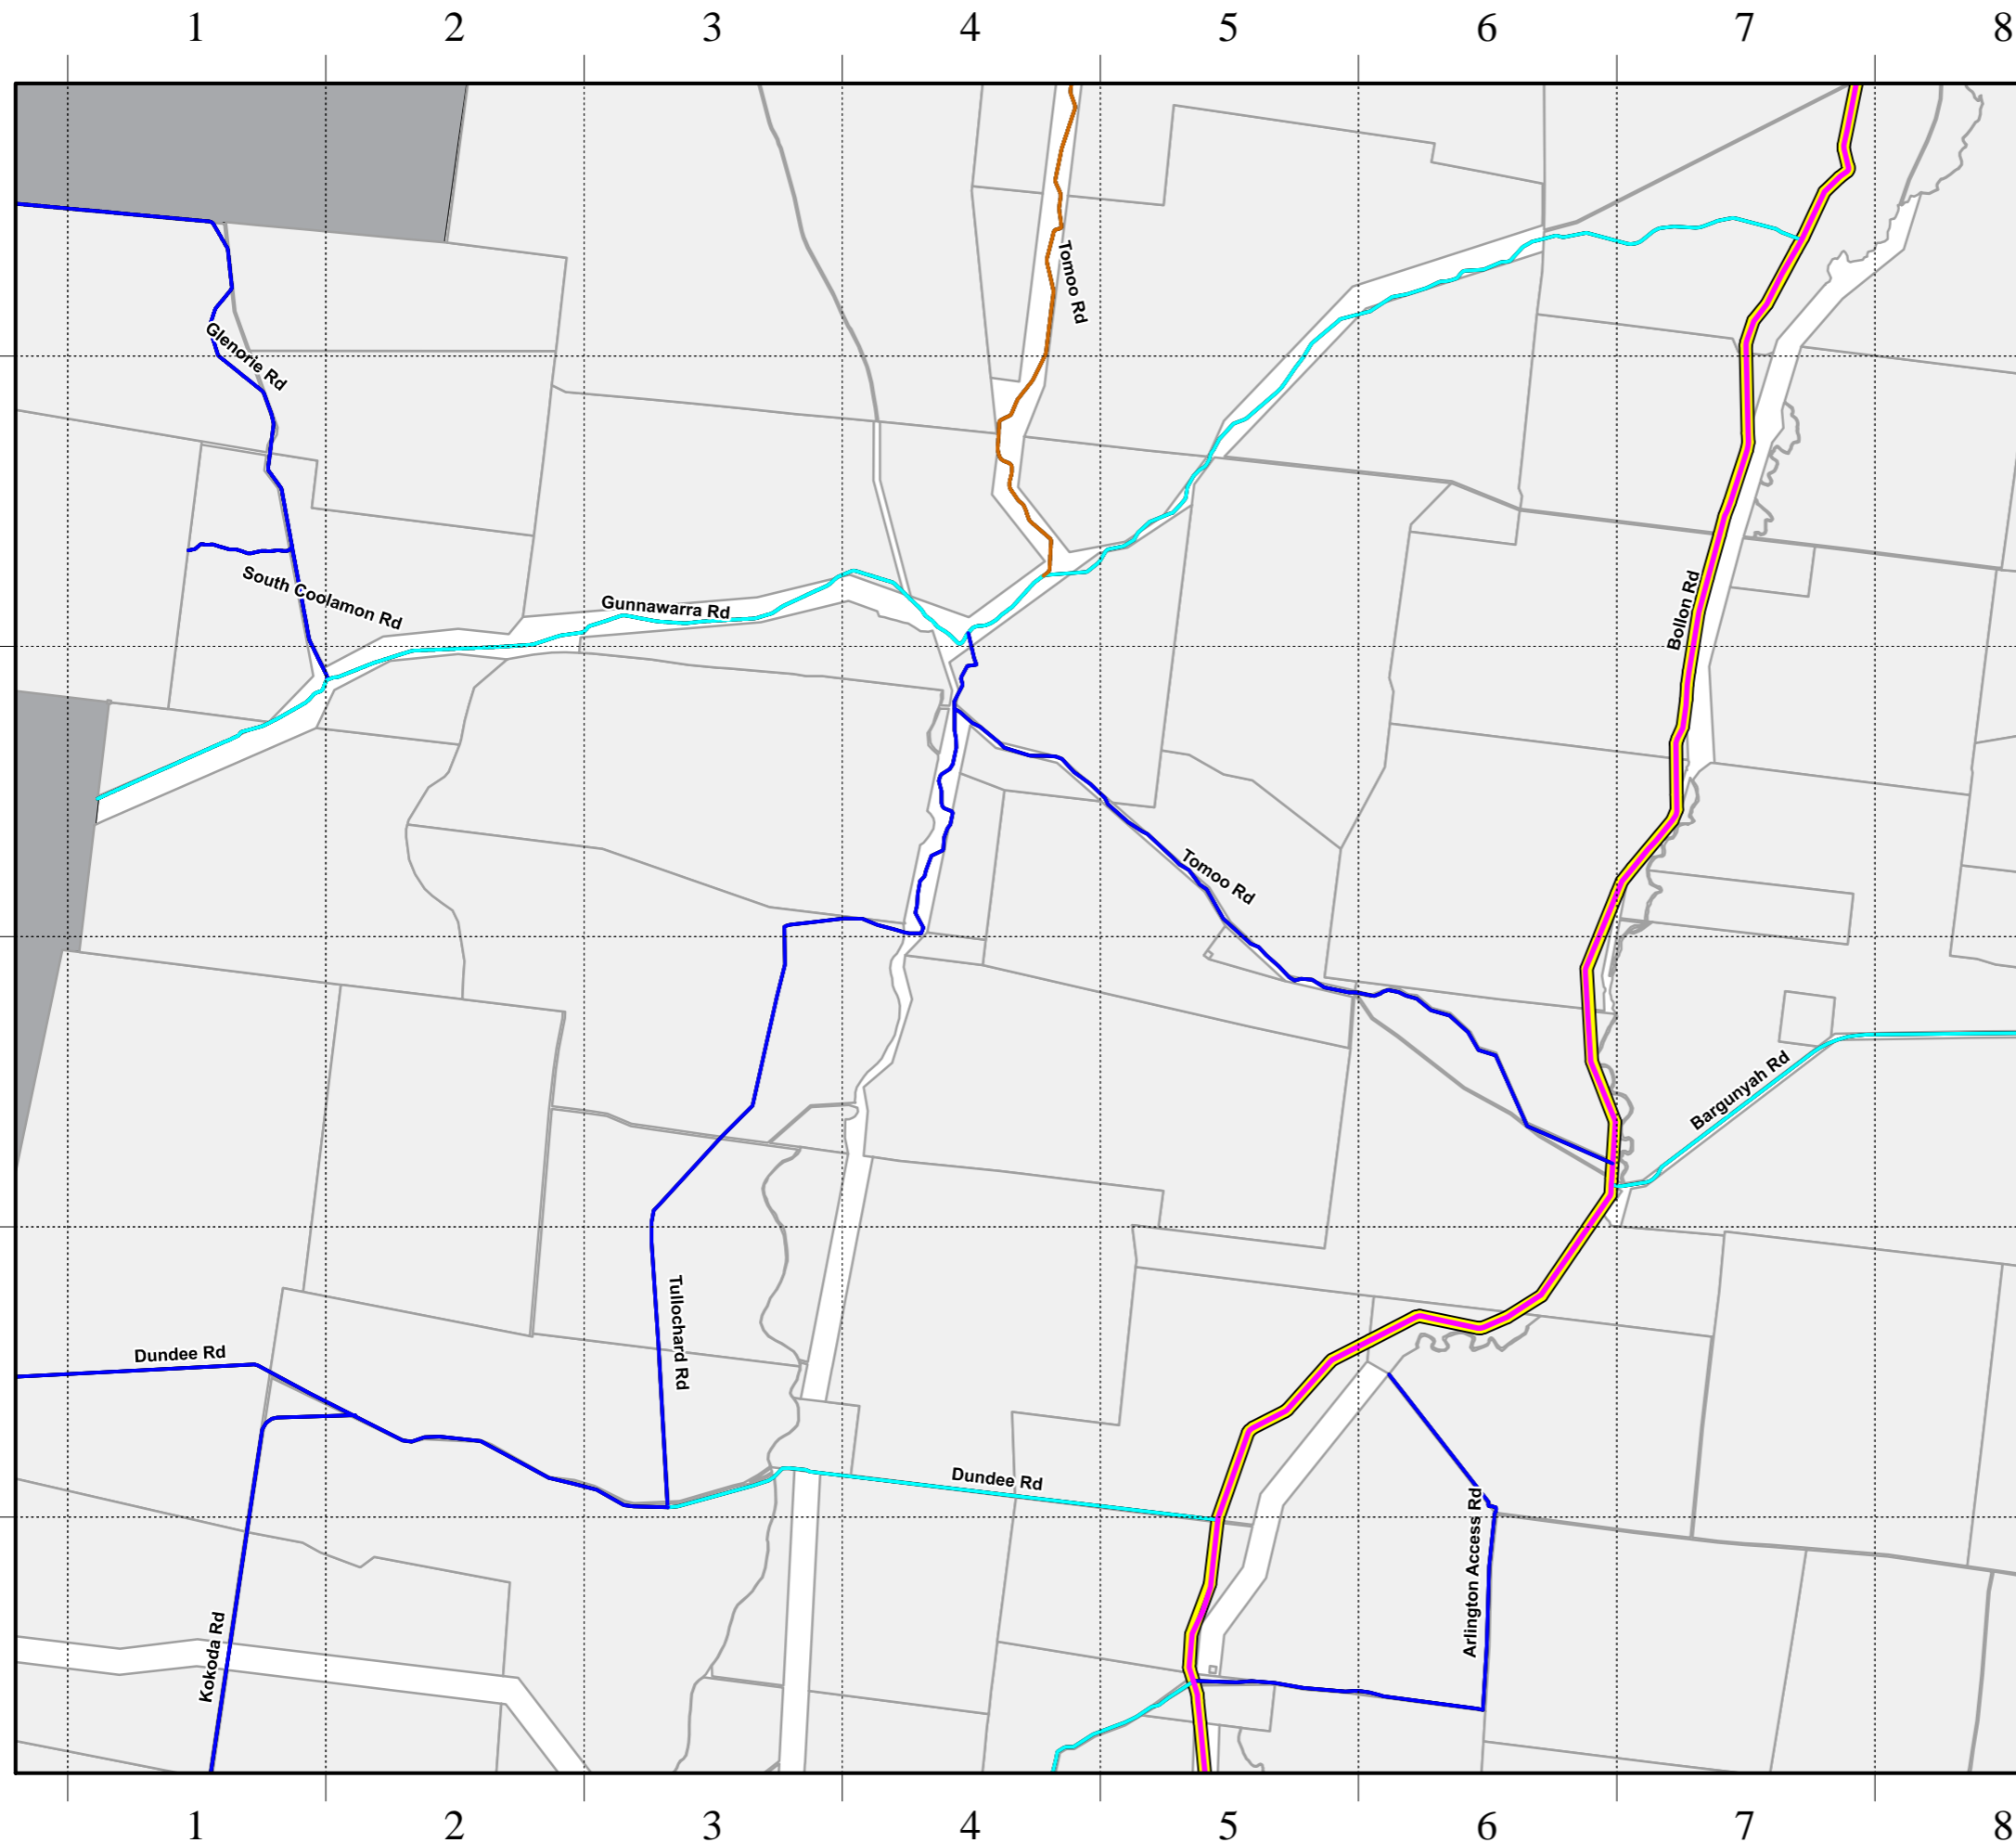 1 2 3 4 5 6 7 8
Tomoo Rd
Glenorie Rd
South Coolamon Rd
Gunnawarra Rd
Bollon Rd
Tomoo Rd
Bargunyah Rd
Tullochard Rd
Dundee Rd
Dundee Rd
Arlington Access Rd
Kokoda Rd
1 2 3 4 5 6 7 8